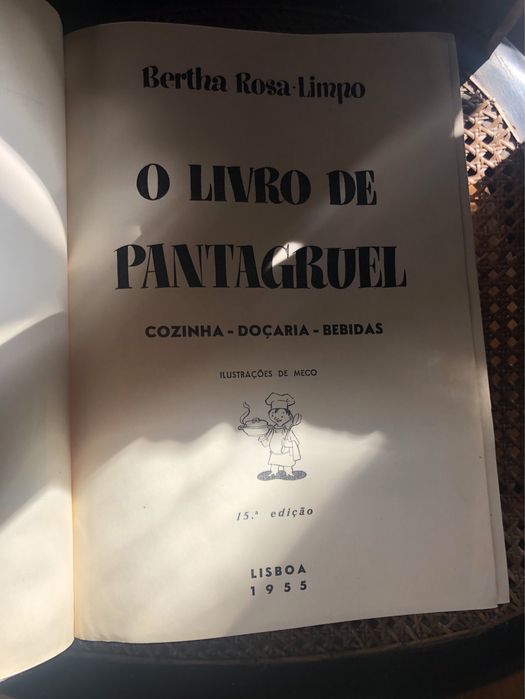 Bertha Rosa-Limpo
O LIVRO DE
PANTAGRUEL
COZINHA - DOÇARIA - BEBIDAS
ILUSTRAÇÕES DE MECO
15.ª edição
LISBOA
1955